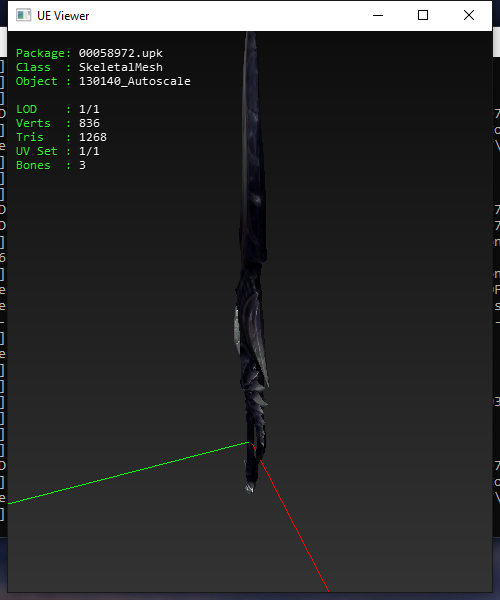 UE Viewer
Package: 00058972.upk
Class  : SkeletalMesh
Object : 130140_Autoscale
LOD    : 1/1
Verts  : 836
Tris   : 1268
UV Set : 1/1
Bones  : 3